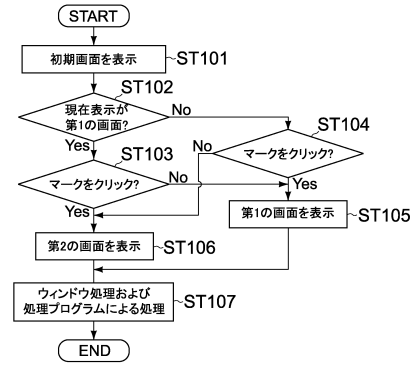 START
初期画面を表示
ST101
ST102
現在表示が
第1の画面?
No
Yes
ST104
マークをクリック?
No
Yes
ST103
マークをクリック?
No
Yes
第1の画面を表示
ST105
第2の画面を表示
ST106
ウィンドウ処理および
処理プログラムによる処理
ST107
END